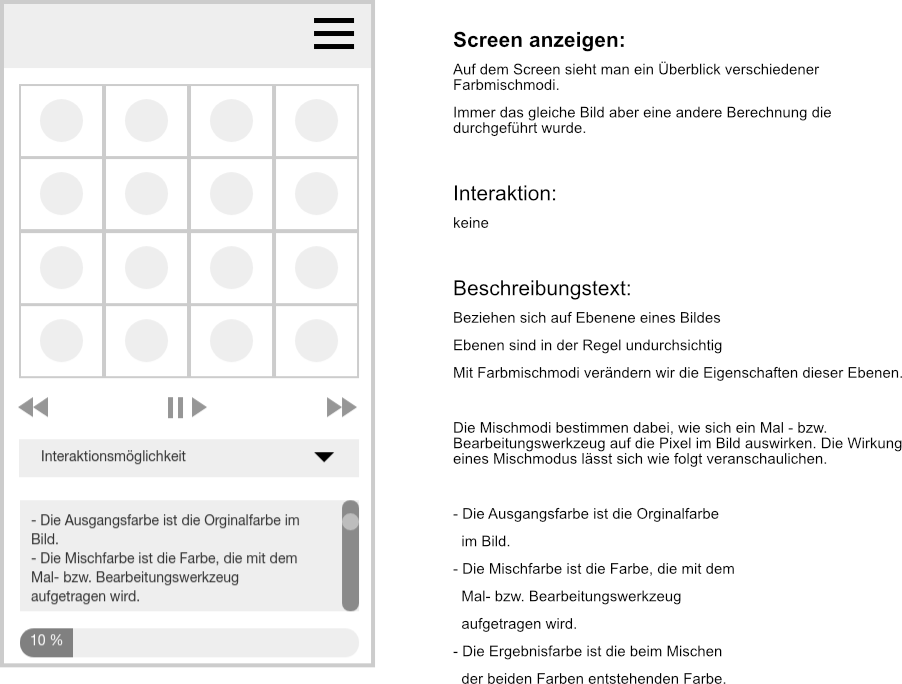 Interaktionsmöglichkeit
- Die Ausgangsfarbe ist die Orginalfarbe im
Bild.
- Die Mischfarbe ist die Farbe, die mit dem
Mal- bzw. Bearbeitungswerkzeug
aufgetragen wird.
10 %
Screen anzeigen:
Auf dem Screen sieht man ein Überblick verschiedener
Farbmischmodi.
Immer das gleiche Bild aber eine andere Berechnung die
durchgeführt wurde.
Interaktion:
keine
Beschreibungstext:
Beziehen sich auf Ebenene eines Bildes
Ebenen sind in der Regel undurchsichtig
Mit Farbmischmodi verändern wir die Eigenschaften dieser Ebenen.
Die Mischmodi bestimmen dabei, wie sich ein Mal - bzw.
Bearbeitungswerkzeug auf die Pixel im Bild auswirken. Die Wirkung
eines Mischmodus lässt sich wie folgt veranschaulichen.
- Die Ausgangsfarbe ist die Orginalfarbe
im Bild.
- Die Mischfarbe ist die Farbe, die mit dem
Mal- bzw. Bearbeitungswerkzeug
aufgetragen wird.
- Die Ergebnisfarbe ist die beim Mischen
der beiden Farben entstehenden Farbe.